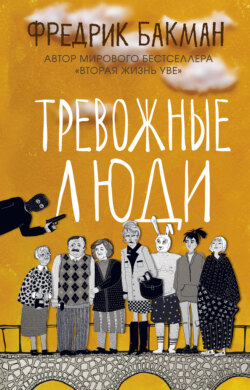 ФРЕДРИК БАКМАН
АВТОР МИРОВОГО БЕСТСЕЛЛЕРА
«ВТОРАЯ ЖИЗНЬ УВЕ»
ТРЕВОЖНЫЕ
ЛЮДИ